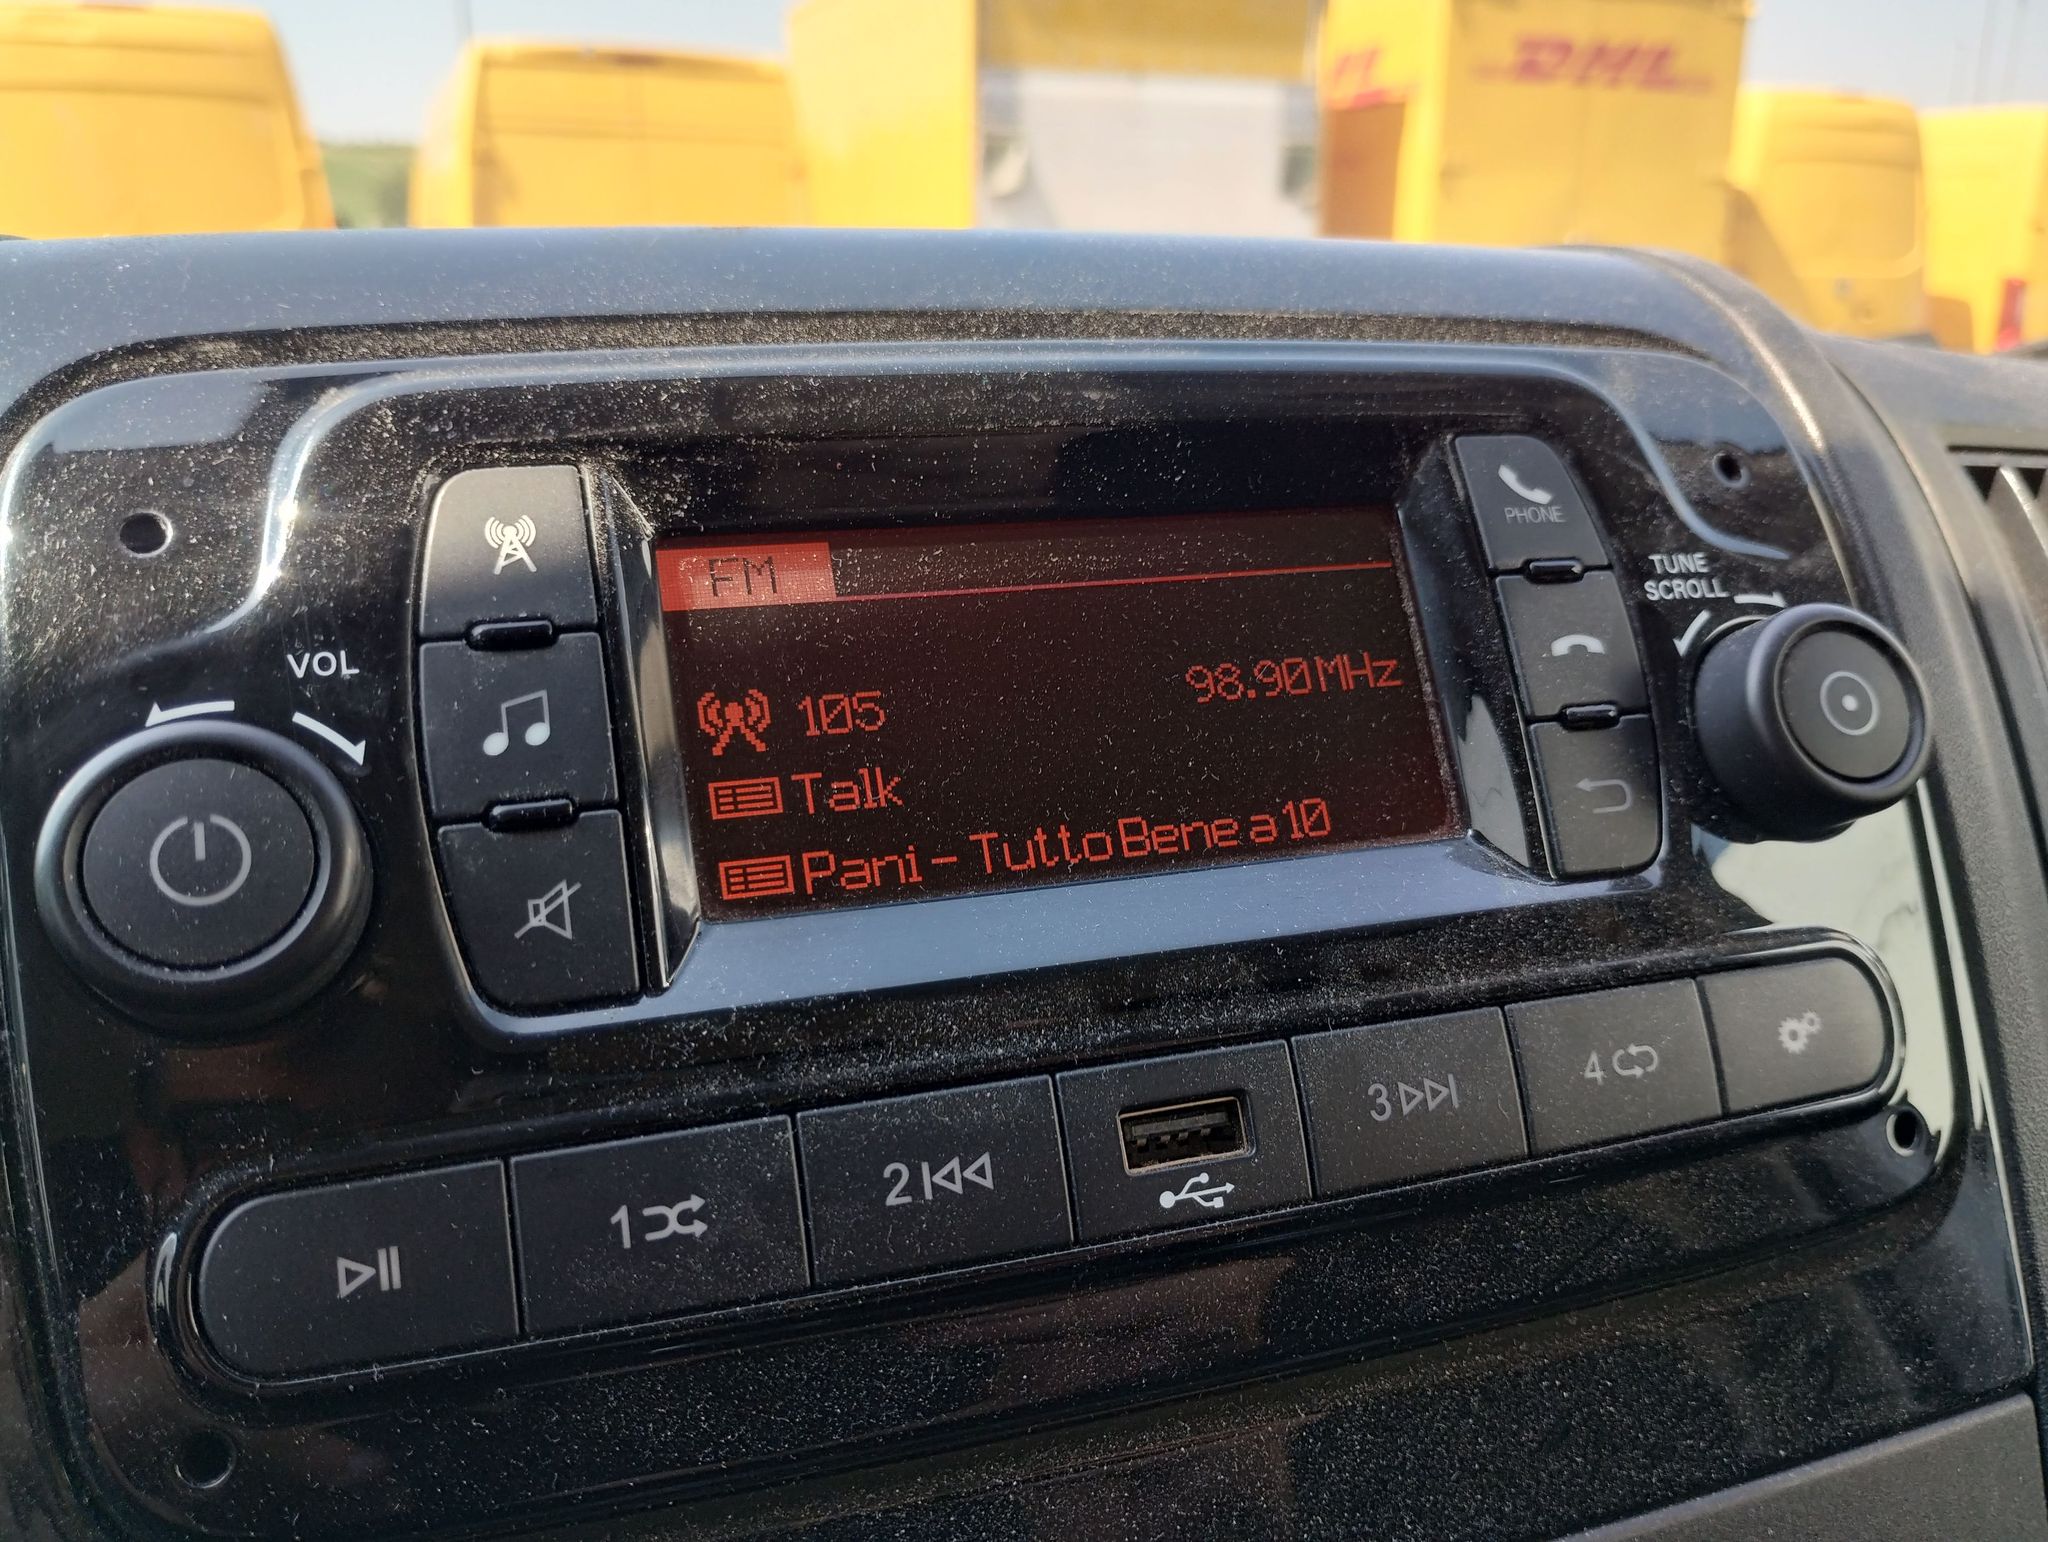 DHL
PHONE
TUNE
SCROLL
VOL
FM
105
98.90 MHz
Talk
Pani - Tutto Bene a 10
1
2
3
4